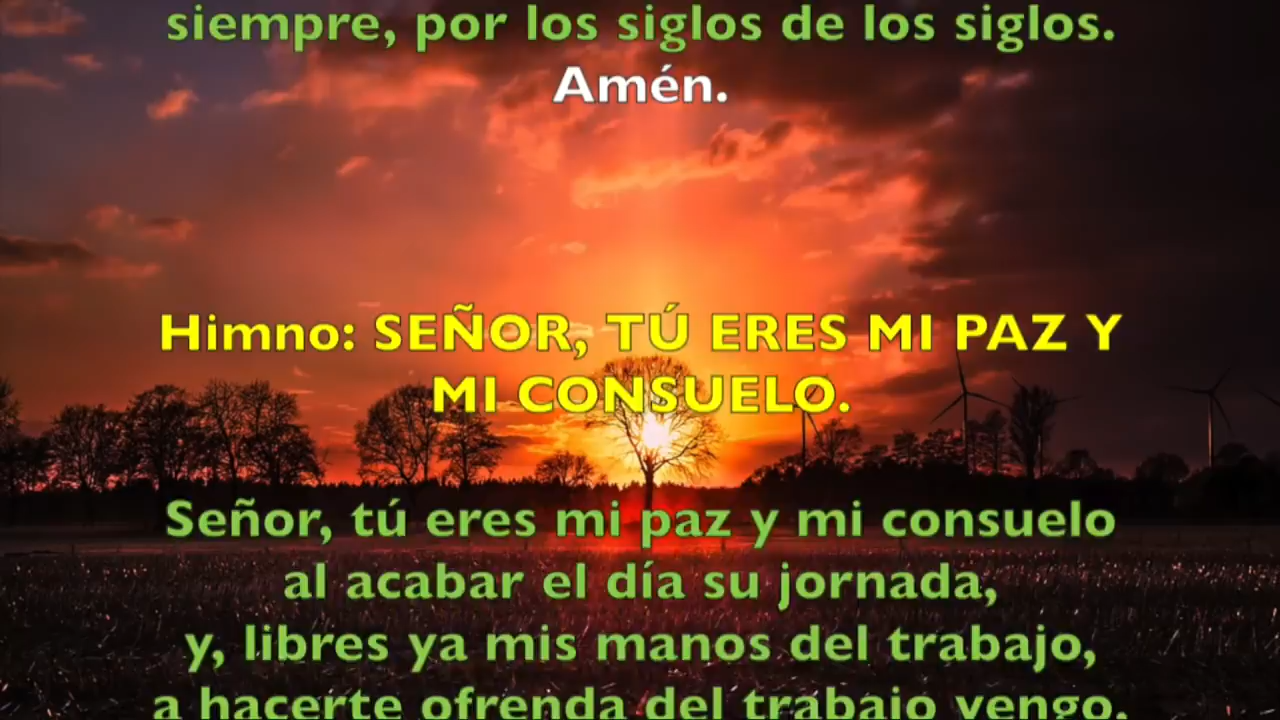 siempre, por los siglos de los siglos.
Amén.
Himno: SEÑOR, TÚ ERES MI PAZ Y
MI CONSUELO.
Señor, tú eres mi paz y mi consuelo
al acabar el día su jornada,
y, libres ya mis manos del trabajo,
a hacerte ofrenda del trabajo vengo.